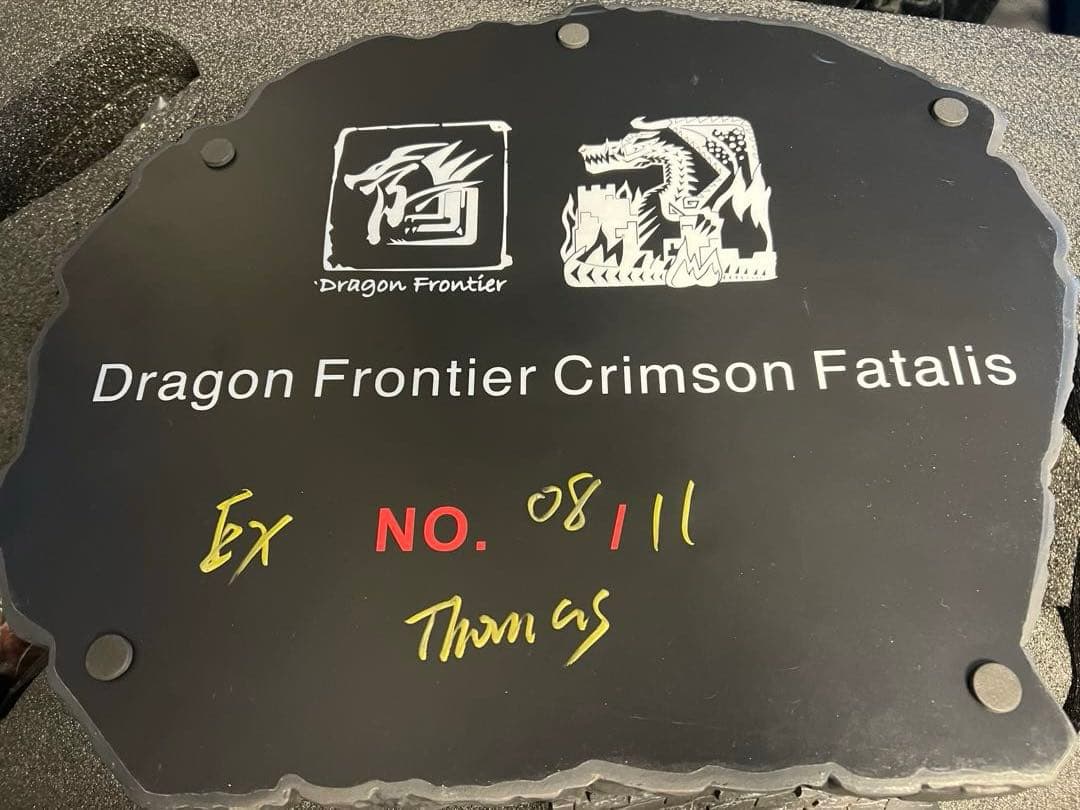 Dragon Frontier
Dragon Frontier Crimson Fatalis
Ex NO. 08/11
Thomas